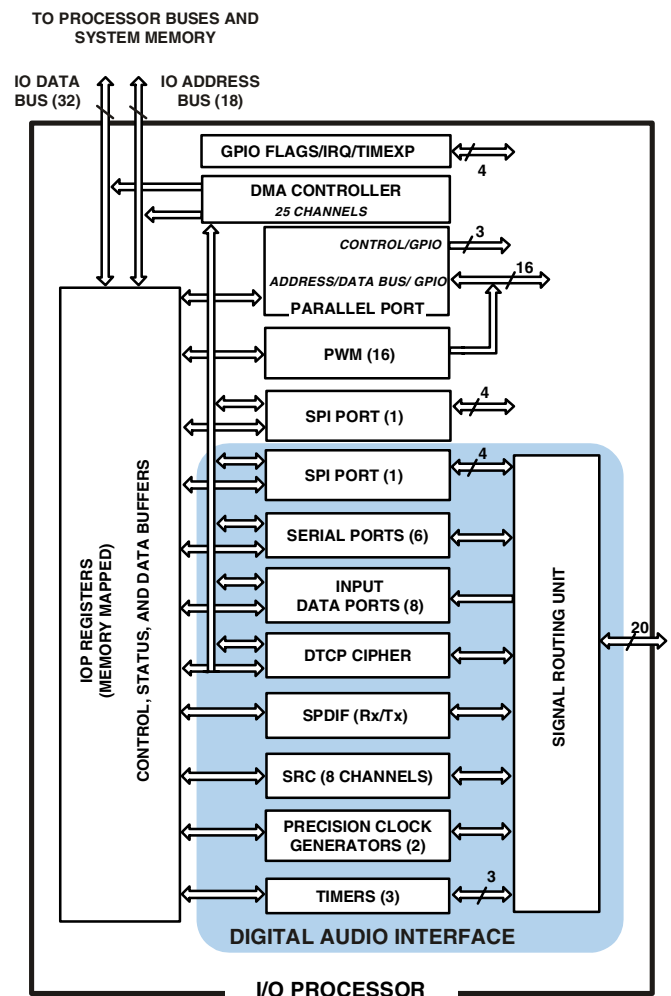 TO PROCESSOR BUSES AND
SYSTEM MEMORY
IO DATA
BUS (32)
IO ADDRESS
BUS (18)
GPIO FLAGS/IRQ/TIMEXP
4
DMA CONTROLLER
25 CHANNELS
CONTROL/GPIO
3
ADDRESS/DATA BUS/ GPIO
16
PARALLEL PORT
PWM (16)
SPI PORT (1)
4
SPI PORT (1)
4
SERIAL PORTS (6)
INPUT
DATA PORTS (8)
DTCP CIPHER
SPDIF (Rx/Tx)
SRC (8 CHANNELS)
PRECISION CLOCK
GENERATORS (2)
TIMERS (3)
3
IOP REGISTERS
(MEMORY MAPPED)
CONTROL, STATUS, AND DATA BUFFERS
SIGNAL ROUTING UNIT
20
DIGITAL AUDIO INTERFACE
I/O PROCESSOR